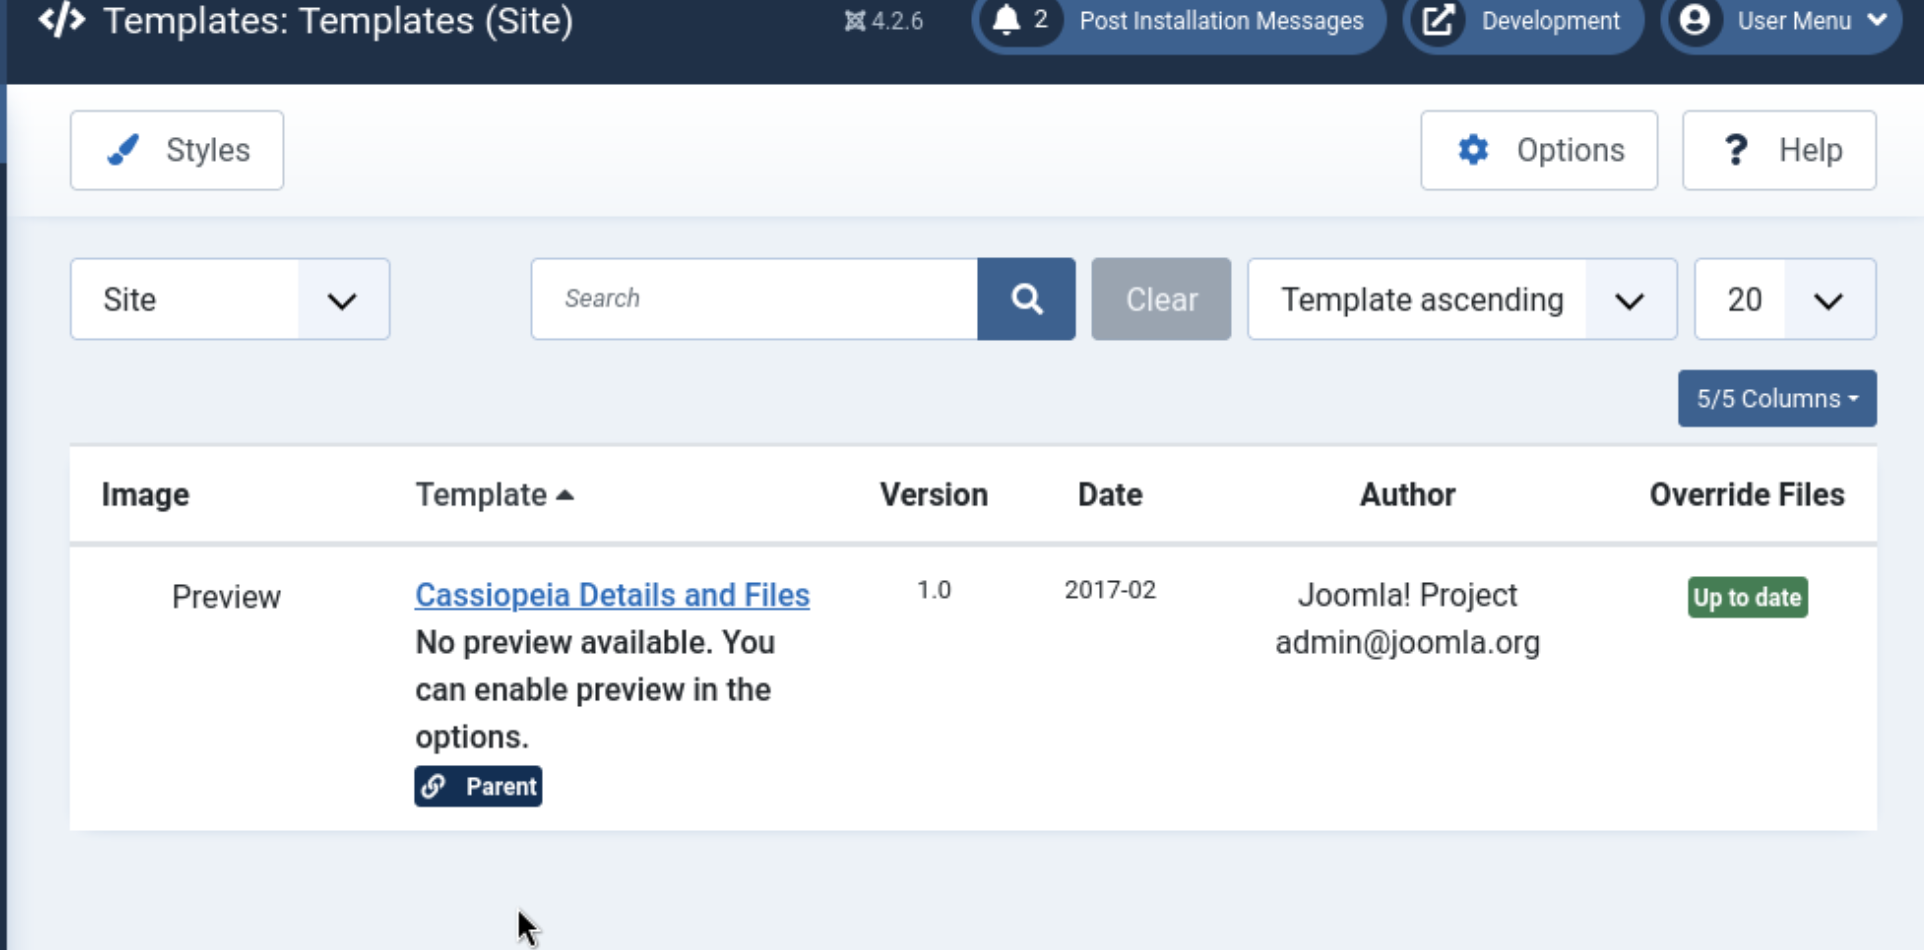 Templates: Templates (Site)
4.2.6
2 Post Installation Messages
Development
User Menu
Styles
Options
Help
Site
Search
Clear
Template ascending
20
5/5 Columns
Image Template Version Date Author Override Files
Preview Cassiopeia Details and Files 1.0 2017-02 Joomla! Project Up to date
No preview available. You admin@joomla.org
can enable preview in the
options.
Parent